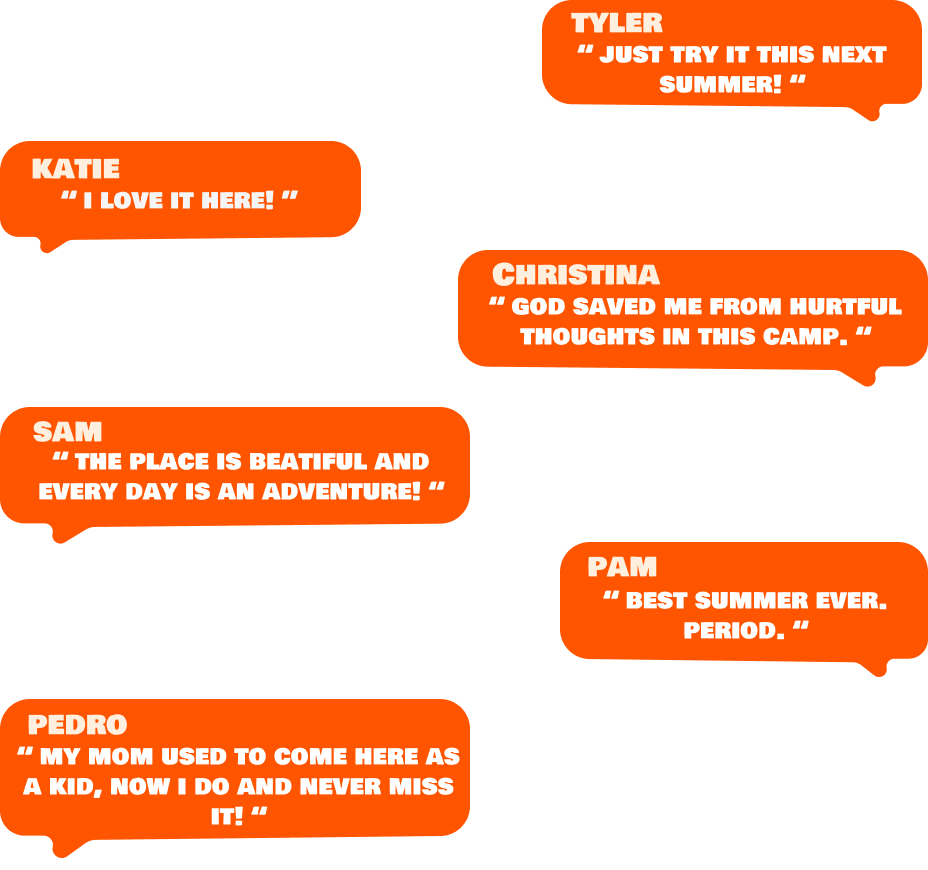 TYLER
“ JUST TRY IT THIS NEXT
SUMMER! “
KATIE
“ I LOVE IT HERE! “
CHRISTINA
“ GOD SAVED ME FROM HURTFUL
THOUGHTS IN THIS CAMP. “
SAM
“ THE PLACE IS BEATIFUL AND
EVERY DAY IS AN ADVENTURE! “
PAM
“ BEST SUMMER EVER.
PERIOD. “
PEDRO
“ MY MOM USED TO COME HERE AS
A KID, NOW I DO AND NEVER MISS
IT! “